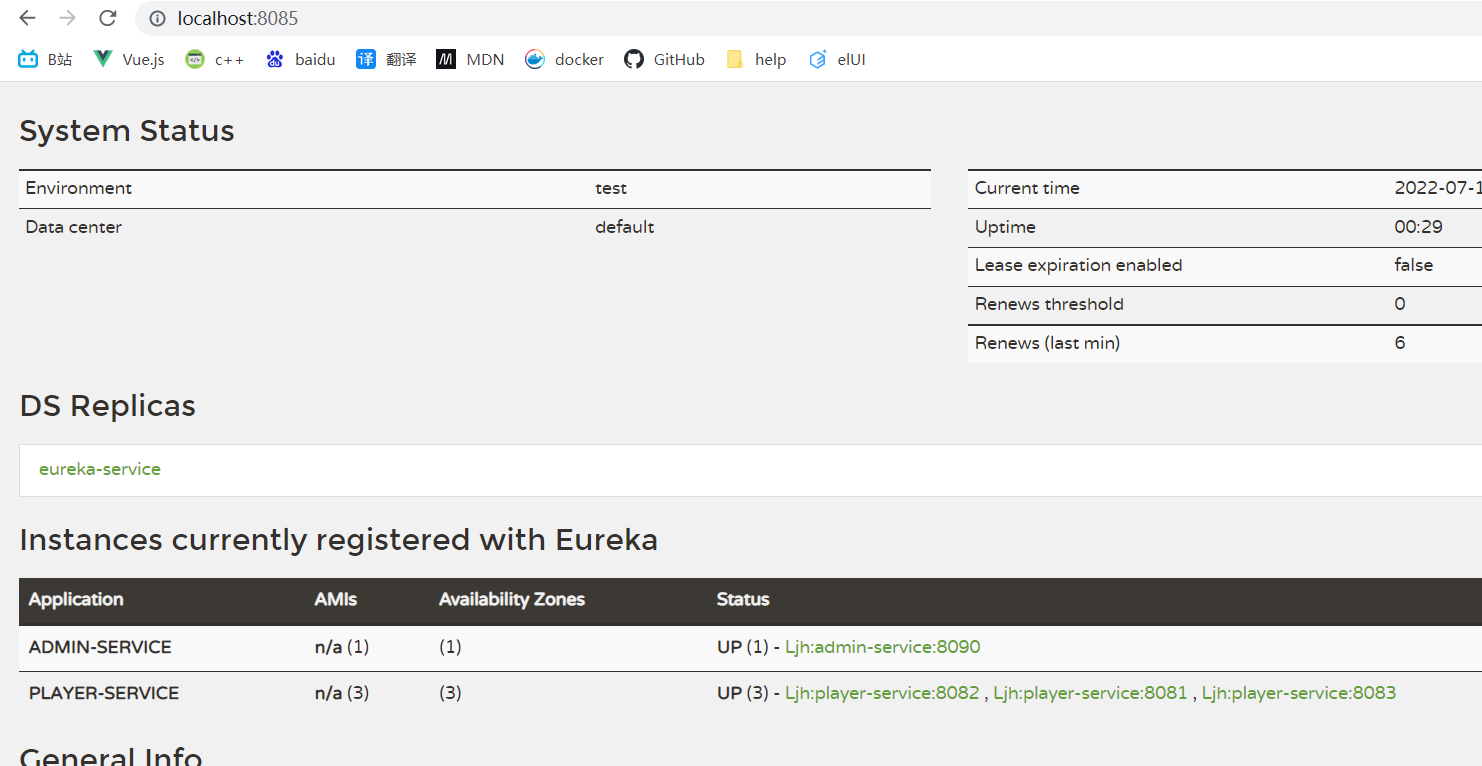 localhost:8085
B站 Vue.js c++ baidu 翻译 MDN docker GitHub help elUI
System Status
Environment test
Data center default
Current time 2022-07-1
Uptime 00:29
Lease expiration enabled false
Renews threshold 0
Renews (last min) 6
DS Replicas
eureka-service
Instances currently registered with Eureka
Application AMIs Availability Zones Status
ADMIN-SERVICE n/a (1) (1) UP (1) - Ljh:admin-service:8090
PLAYER-SERVICE n/a (3) (3) UP (3) - Ljh:player-service:8082 , Ljh:player-service:8081 , Ljh:player-service:8083
General Info